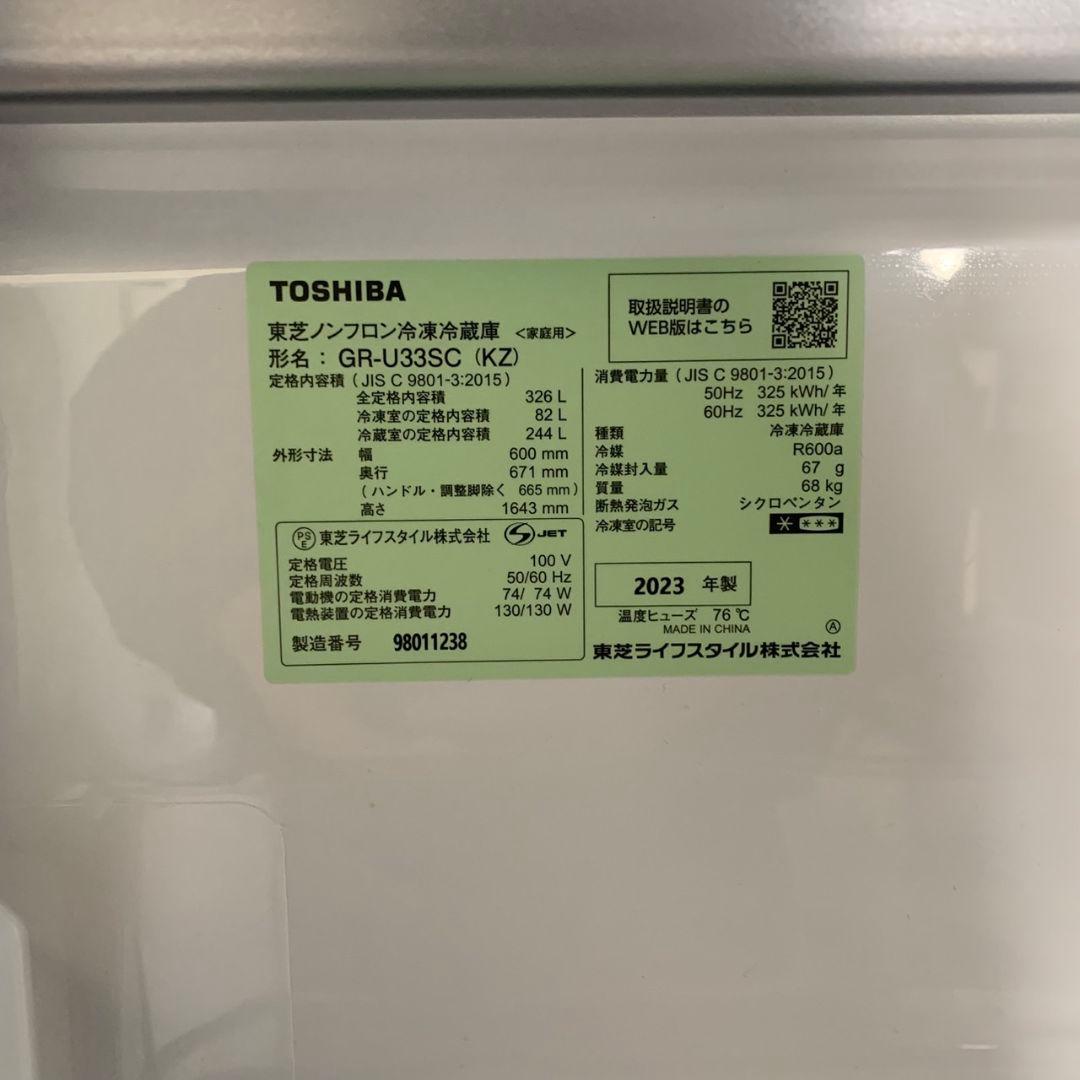 TOSHIBA
東芝ノンフロン冷凍冷蔵庫 <家庭用>
形名： GR-U33SC (KZ)
定格内容積 ( JIS C 9801-3:2015 )
全定格内容積 326 L
冷凍室の定格内容積 82 L
冷蔵室の定格内容積 244 L
外形寸法 幅 600 mm
奥行 671 mm
( ハンドル・調整脚除く 665 mm )
高さ 1643 mm
PS
E
東芝ライフスタイル株式会社 S JET
定格電圧 100 V
定格周波数 50/60 Hz
電動機の定格消費電力 74/ 74 W
電熱装置の定格消費電力 130/130 W
製造番号 98011238
取扱説明書の
WEB版はこちら
消費電力量 ( JIS C 9801-3:2015 )
50Hz 325 kWh/ 年
60Hz 325 kWh/ 年
種類 冷凍冷蔵庫
冷媒 R600a
冷媒封入量 67 g
質量 68 kg
断熱発泡ガス シクロペンタン
冷凍室の記号 * ***
2023 年製
温度ヒューズ 76 ℃
MADE IN CHINA Ⓐ
東芝ライフスタイル株式会社